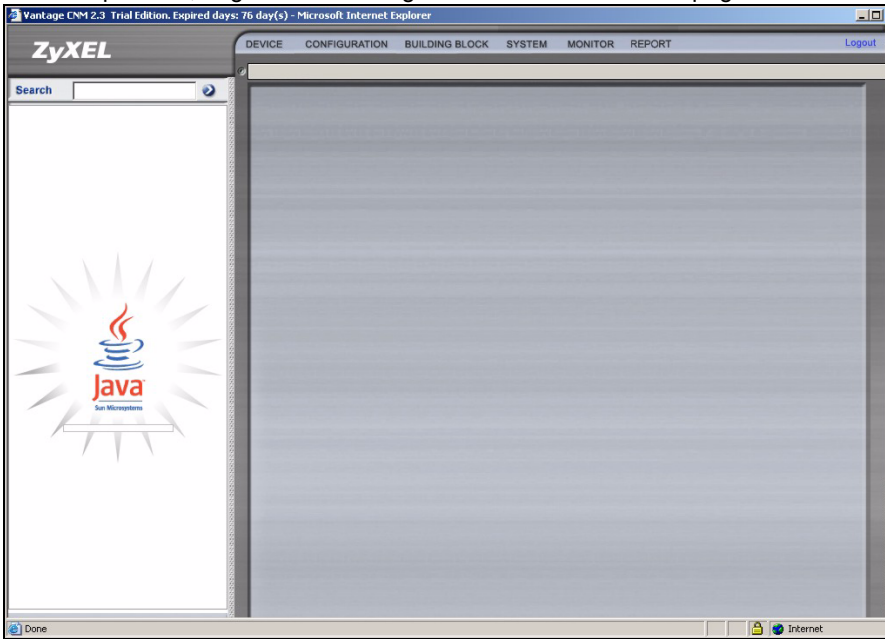 Vantage CNM 2.3 Trial Edition. Expired days: 76 day(s) - Microsoft Internet Explorer
ZyXEL
DEVICE CONFIGURATION BUILDING BLOCK SYSTEM MONITOR REPORT Logout
Search
Java
Sun Microsystems
Done Internet